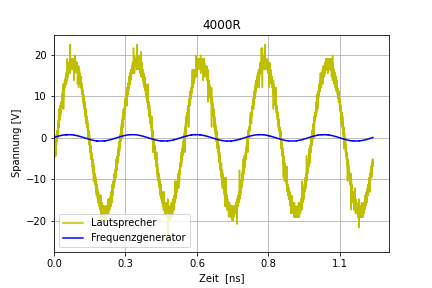 4000R
Spannung [V]
20
10
0
−10
−20
Lautsprecher
Frequenzgenerator
0.0 0.3 0.6 0.8 1.1
Zeit [ns]